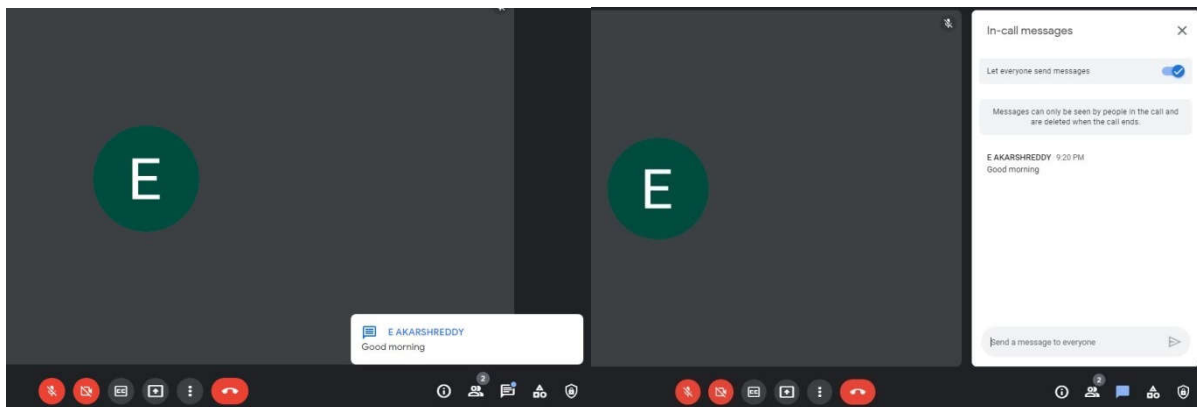 E
E AKARSHREDDY
Good morning
CC
2
E
In-call messages
Let everyone send messages
Messages can only be seen by people in the call and
are deleted when the call ends.
E AKARSHREDDY 9:20 PM
Good morning
Send a message to everyone
CC
2